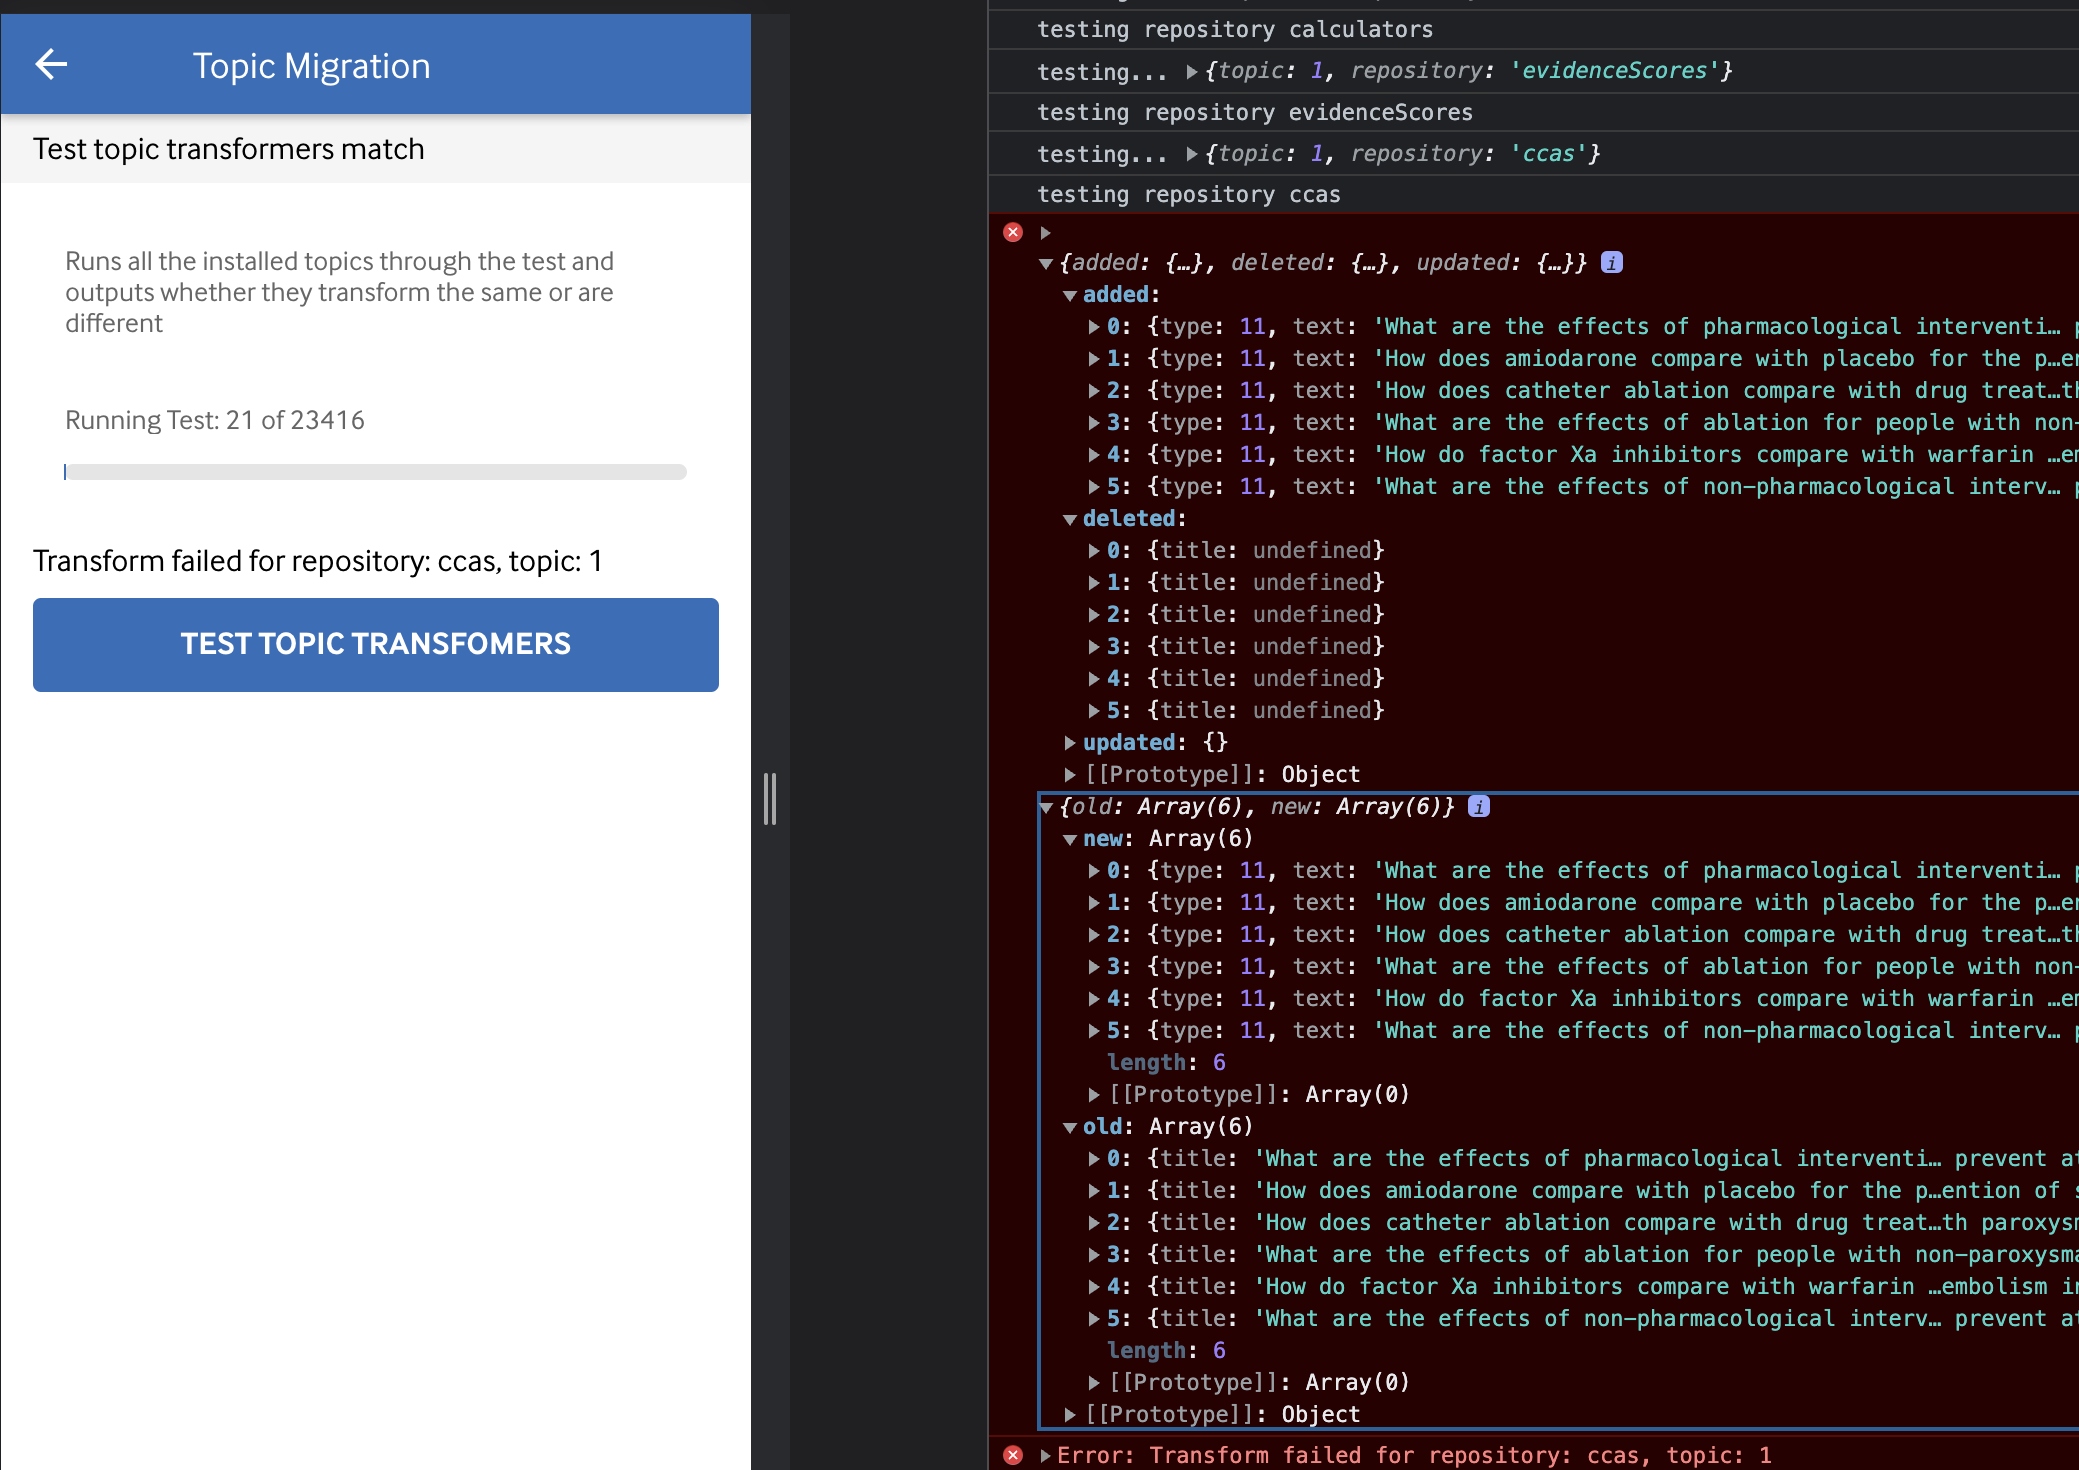 Topic Migration
Test topic transformers match
Runs all the installed topics through the test and
outputs whether they transform the same or are
different
Running Test: 21 of 23416
Transform failed for repository: ccas, topic: 1
TEST TOPIC TRANSFOMERS
testing repository calculators
testing... ▶{topic: 1, repository: 'evidenceScores'}
testing repository evidenceScores
testing... ▶{topic: 1, repository: 'ccas'}
testing repository ccas
▶
▼{added: {…}, deleted: {…}, updated: {…}} i
▼added:
▶0: {type: 11, text: 'What are the effects of pharmacological interventi…
▶1: {type: 11, text: 'How does amiodarone compare with placebo for the p…
▶2: {type: 11, text: 'How does catheter ablation compare with drug treat…
▶3: {type: 11, text: 'What are the effects of ablation for people with non-
▶4: {type: 11, text: 'How do factor Xa inhibitors compare with warfarin …
▶5: {type: 11, text: 'What are the effects of non-pharmacological interv…
▼deleted:
▶0: {title: undefined}
▶1: {title: undefined}
▶2: {title: undefined}
▶3: {title: undefined}
▶4: {title: undefined}
▶5: {title: undefined}
▶updated: {}
▶[[Prototype]]: Object
▼{old: Array(6), new: Array(6)} i
▼new: Array(6)
▶0: {type: 11, text: 'What are the effects of pharmacological interventi…
▶1: {type: 11, text: 'How does amiodarone compare with placebo for the p…
▶2: {type: 11, text: 'How does catheter ablation compare with drug treat…
▶3: {type: 11, text: 'What are the effects of ablation for people with non-
▶4: {type: 11, text: 'How do factor Xa inhibitors compare with warfarin …
▶5: {type: 11, text: 'What are the effects of non-pharmacological interv…
length: 6
▶[[Prototype]]: Array(0)
▼old: Array(6)
▶0: {title: 'What are the effects of pharmacological interventi… prevent
▶1: {title: 'How does amiodarone compare with placebo for the p…ention of
▶2: {title: 'How does catheter ablation compare with drug treat…th
▶3: {title: 'What are the effects of ablation for people with
▶4: {title: 'How do factor Xa inhibitors compare with warfarin …embolism
▶5: {title: 'What are the effects of non-pharmacological interv… prevent
length: 6
▶[[Prototype]]: Array(0)
▶[[Prototype]]: Object
▶Error: Transform failed for repository: ccas, topic: 1